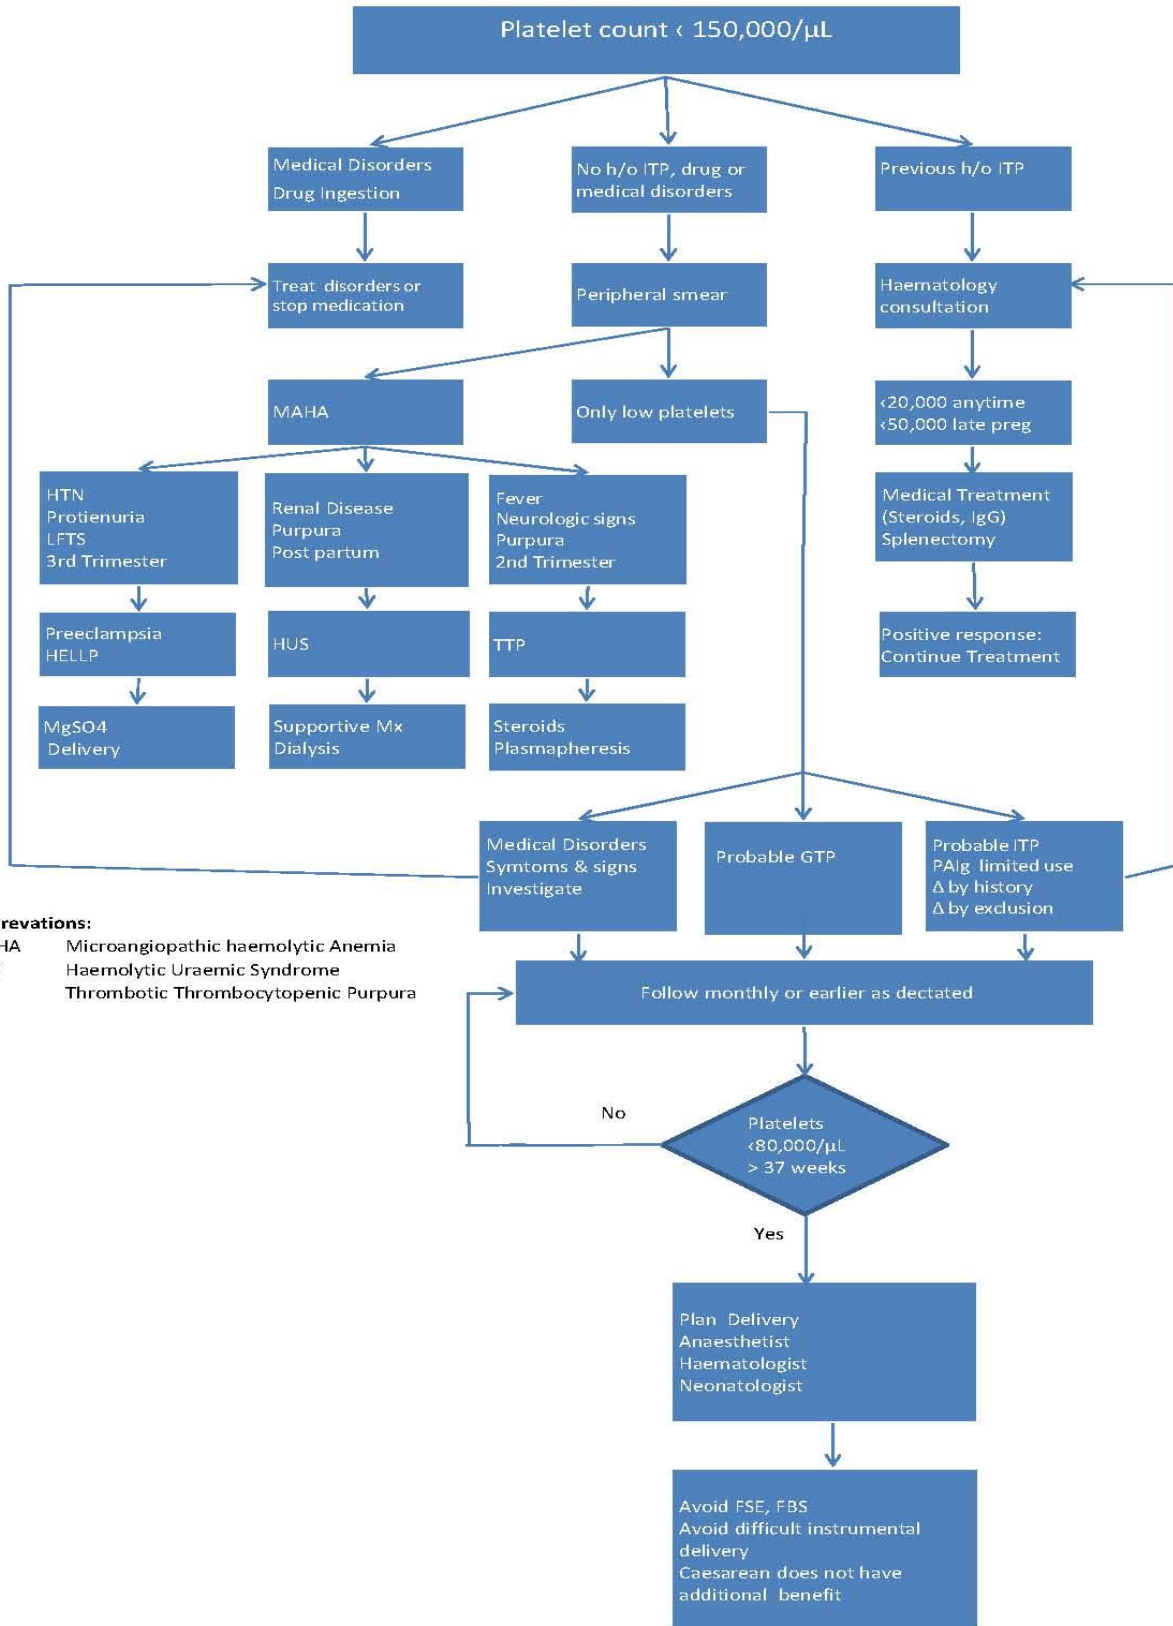 Platelet count ‹ 150,000/µL
Medical Disorders
Drug Ingestion
No h/o ITP, drug or
medical disorders
Previous h/o ITP
Treat disorders or
stop medication
Peripheral smear
Haematology
consultation
MAHA
Only low platelets
‹20,000 anytime
‹50,000 late preg
HTN
Protienuria
LFTS
3rd Trimester
Renal Disease
Purpura
Post partum
Fever
Neurologic signs
Purpura
2nd Trimester
Medical Treatment
(Steroids, IgG)
Splenectomy
Preeclampsia
HELLP
HUS
TTP
Positive response:
Continue Treatment
MgSO4
Delivery
Supportive Mx
Dialysis
Steroids
Plasmapheresis
Medical Disorders
Symtoms & signs
Investigate
Probable GTP
Probable ITP
PAIg limited use
Δ by history
Δ by exclusion
revations:
HA Microangiopathic haemolytic Anemia
Haemolytic Uraemic Syndrome
Thrombotic Thrombocytopenic Purpura
Follow monthly or earlier as dectated
No
Platelets
‹80,000/µL
> 37 weeks
Yes
Plan Delivery
Anaesthetist
Haematologist
Neonatologist
Avoid FSE, FBS
Avoid difficult instrumental
delivery
Caesarean does not have
additional benefit